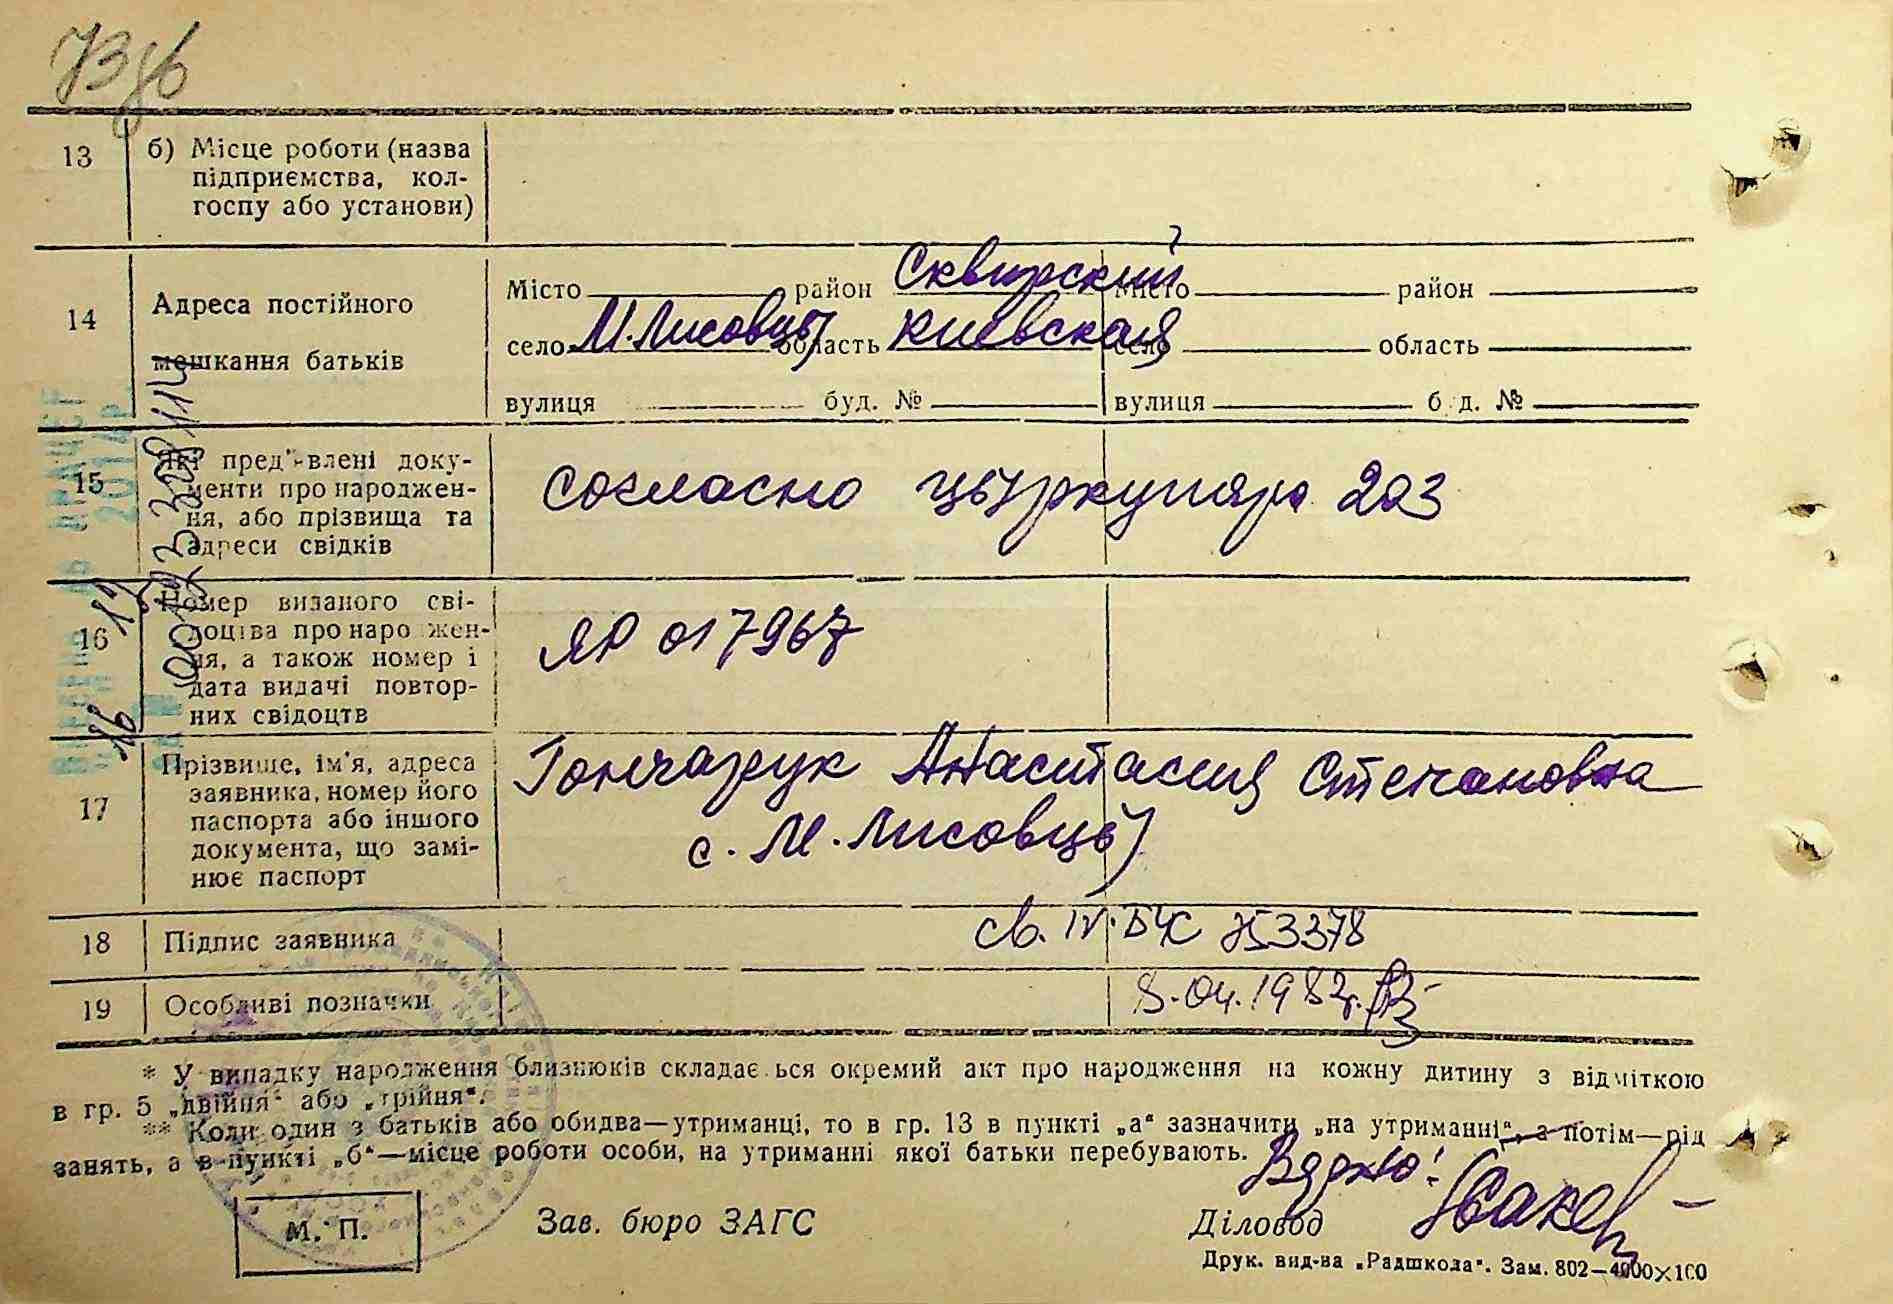 73 зв
13 б) Місце роботи (назва
підприємства, кол-
госпу або установи)
14 Адреса постійного
мешкання батьків
Місто район Сквирский Місто район
село М. Лисовцы область Киевская село область
вулиця буд. № вулиця буд. №
15 Які пред'явлені доку-
менти про народжен-
ня, або прізвища та
адреси свідків
согласно цыркуляра 203
16 Номер виданого сві-
доцтва про народжен-
ня, а також номер і
дата видачі повтор-
них свідоцтв
ЯР 017967
17 Прізвище, ім'я, адреса
заявника, номер його
паспорта або іншого
документа, що замі-
нює паспорт
Гончарук Анастасия Степановна
с. М. Лисовцы
18 Підпис заявника
св. IV-БЧК 753378
19 Особливі позначки
8.04.1982г.
* У випадку народження близнюків складається окремий акт про народження на кожну дитину з відміткою
в гр. 5 „двійня“ або „трійня“.
** Коли один з батьків або обидва—утриманці, то в гр. 13 в пункті „а“ зазначити „на утриманні“, а потім—рід
занять, а в пункті „б“—місце роботи особи, на утриманні якої батьки перебувають.
М. П.
Зав. бюро ЗАГС
Діловод
Друк. вид-ва „Радшкола“. Зам. 802—4000×100